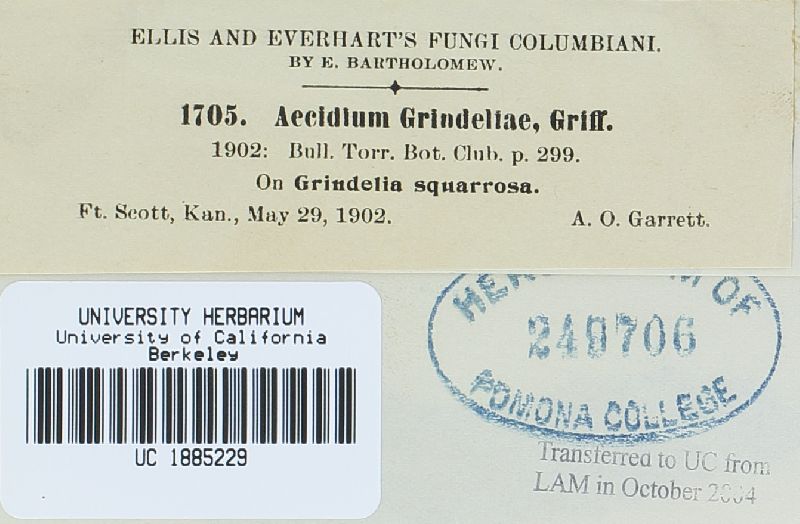 ELLIS AND EVERHART'S FUNGI COLUMBIANI.
BY E. BARTHOLOMEW.
1705. Aecidium Grindeliae, Griff.
1902: Bull. Torr. Bot. Club. p. 299.
On Grindelia squarrosa.
Ft. Scott, Kan., May 29, 1902. A. O. Garrett.
UNIVERSITY HERBARIUM
University of California
Berkeley
UC 1885229
OF
249706
POMONA COLLEGE
Transferred to UC from
LAM in October 2004